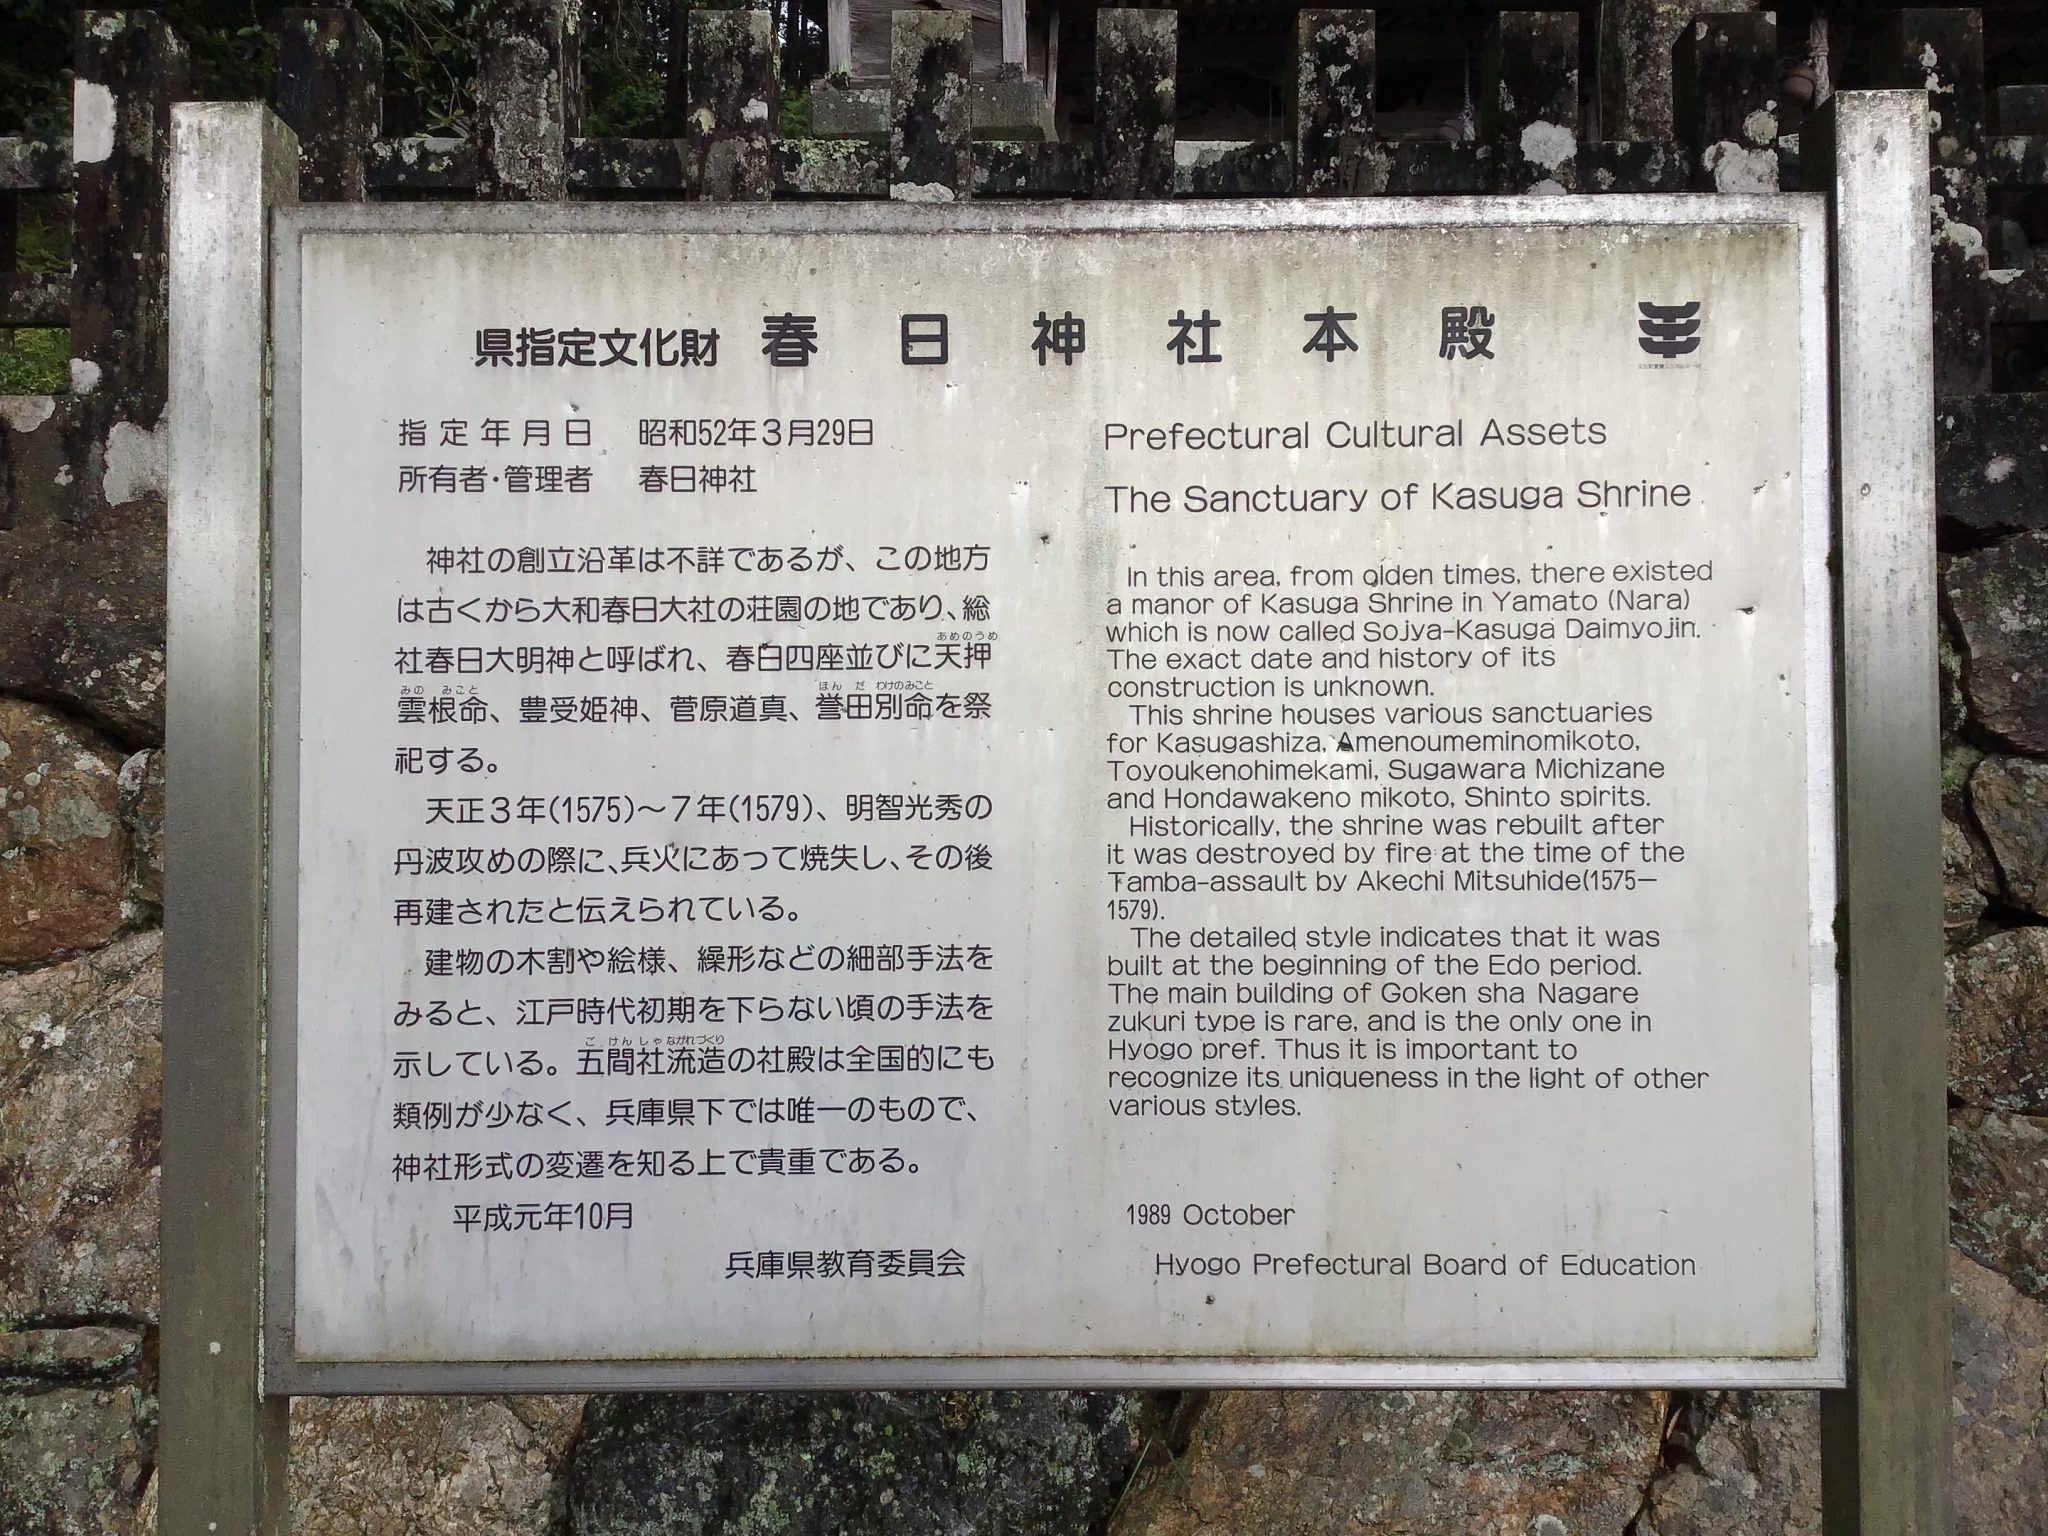 県指定文化財 春日神社本殿
指定年月日 昭和52年3月29日
所有者・管理者 春日神社
神社の創立沿革は不詳であるが、この地方
は古くから大和春日大社の荘園の地であり、総
あめのうめ
社春日大明神と呼ばれ、春日四座並びに天押
みの みこと ほん だ わけのみこと
雲根命、豊受姫神、菅原道真、誉田別命を祭
祀する。
天正3年(1575)～7年(1579)、明智光秀の
丹波攻めの際に、兵火にあって焼失し、その後
再建されたと伝えられている。
建物の木割や絵様、繰形などの細部手法を
みると、江戸時代初期を下らない頃の手法を
ご けん しゃ ながれづくり
示している。五間社流造の社殿は全国的にも
類例が少なく、兵庫県下では唯一のもので、
神社形式の変遷を知る上で貴重である。
平成元年10月
兵庫県教育委員会
Prefectural Cultural Assets
The Sanctuary of Kasuga Shrine
In this area, from olden times, there existed
a manor of Kasuga Shrine in Yamato (Nara)
which is now called Sojya-Kasuga Daimyojin.
The exact date and history of its
construction is unknown.
This shrine houses various sanctuaries
for Kasugashiza, Amenoumeminomikoto,
Toyoukenohimekami, Sugawara Michizane
and Hondawakeno mikoto, Shinto spirits.
Historically, the shrine was rebuilt after
it was destroyed by fire at the time of the
Tamba-assault by Akechi Mitsuhide(1575—
1579).
The detailed style indicates that it was
built at the beginning of the Edo period.
The main building of Goken sha Nagare
zukuri type is rare, and is the only one in
Hyogo pref. Thus it is important to
recognize its uniqueness in the light of other
various styles.
1989 October
Hyogo Prefectural Board of Education